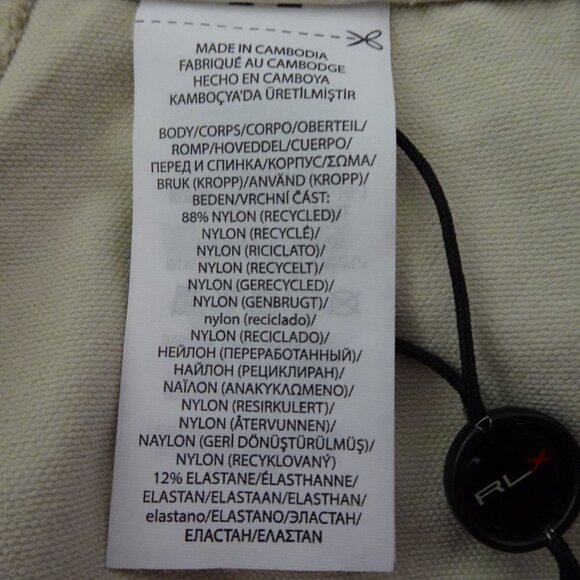 MADE IN CAMBODIA
FABRIQUÉ AU CAMBODGE
HECHO EN CAMBOYA
KAMBOÇYA'DA ÜRETİLMİŞTİR
BODY/CORPS/CORPO/OBERTEIL/
ROMP/HOVEDDEL/CUERPO/
ПЕРЕД И СПИНКА/КОРПУС/ΣΩΜΑ/
BRUK (KROPP)/ANVÄND (KROPP)/
BEDEN/VRCHNÍ ČÁST:
88% NYLON (RECYCLED)/
NYLON (RECYCLÉ)/
NYLON (RICICLATO)/
NYLON (RECYCELT)/
NYLON (GERECYCLED)/
NYLON (GENBRUGT)/
nylon (reciclado)/
NYLON (RECICLADO)/
НЕЙЛОН (ПЕРЕРАБОТАННЫЙ)/
НАЙЛОН (РЕЦИКЛИРАН)/
ΝΑΪΛΟΝ (ΑΝΑΚΥΚΛΩΜΕΝΟ)/
NYLON (RESIRKULERT)/
NYLON (ÅTERVUNNEN)/
NAYLON (GERİ DÖNÜŞTÜRÜLMÜŞ)/
NYLON (RECYKLOVANÝ)
12% ELASTANE/ÉLASTHANNE/
ELASTAN/ELASTAAN/ELASTHAN/
elastano/ELASTANO/ЭЛАСТАН/
ЕЛАСТАН/ΕΛΑΣΤΑΝ
RLX